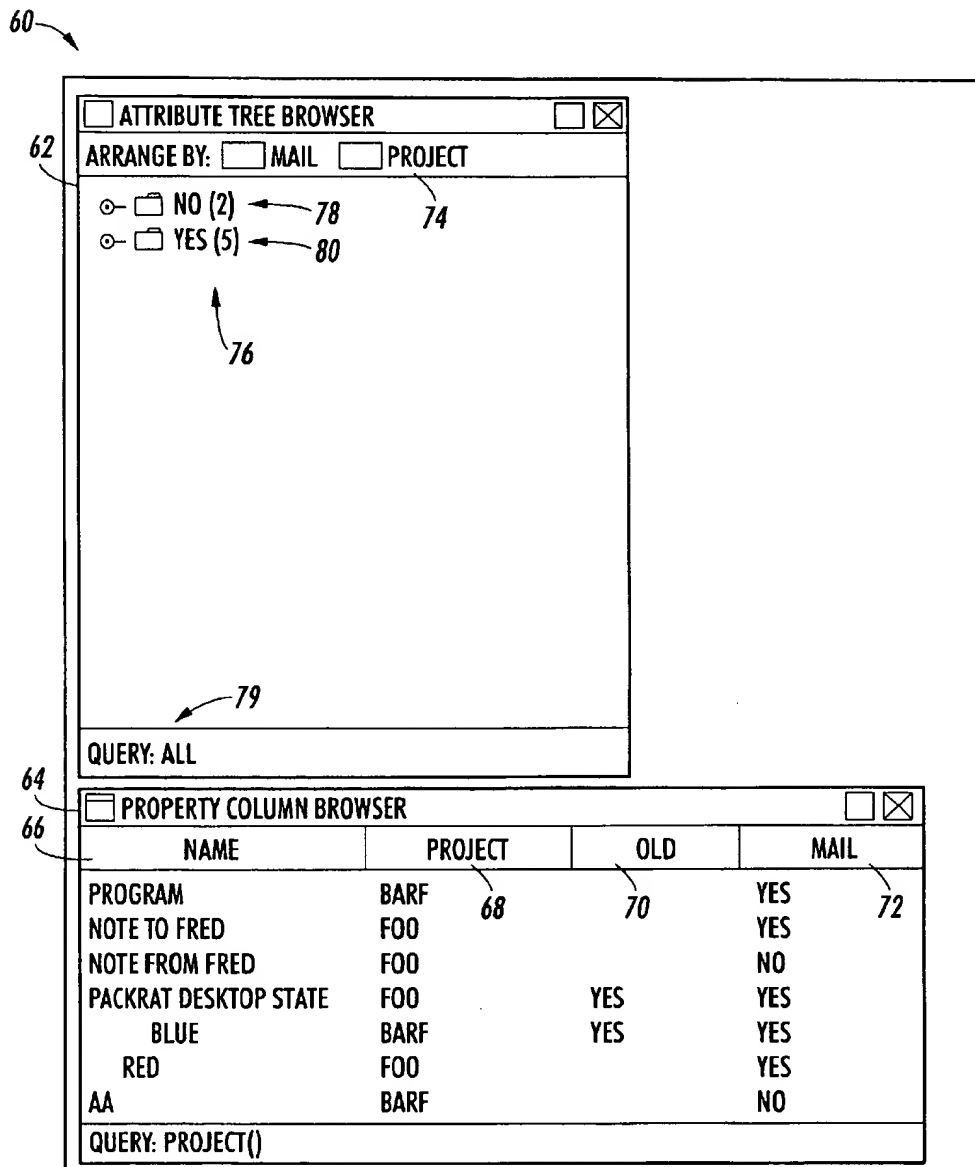 60
ATTRIBUTE TREE BROWSER
62
ARRANGE BY: MAIL PROJECT
74
NO (2) 78
YES (5) 80
76
79
QUERY: ALL
64
PROPERTY COLUMN BROWSER
66
NAME PROJECT OLD MAIL
68 70 72
PROGRAM BARF YES
NOTE TO FRED FOO YES
NOTE FROM FRED FOO NO
PACKRAT DESKTOP STATE FOO YES YES
BLUE BARF YES YES
RED FOO YES
AA BARF NO
QUERY: PROJECT()